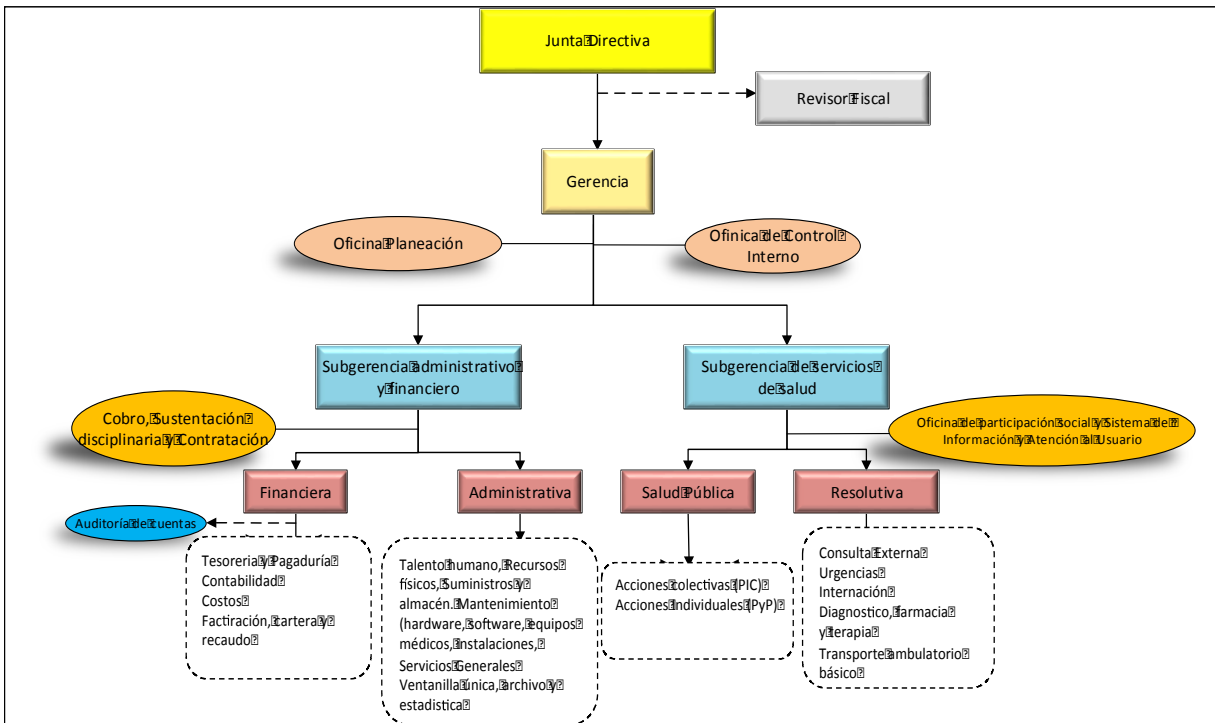 Junta Directiva
Revisor Fiscal
Gerencia
Oficina Planeación
Ofinica de Control
Interno
Subgerencia administrativo
y financiero
Subgerencia de servicios
de salud
Cobro, Sustentación
disciplinaria y Contratación
Oficina de participación social y Sistema de
Información y Atención al Usuario
Financiera
Administrativa
Salud Pública
Resolutiva
Auditoría de cuentas
Tesoreria y Pagaduría
Contabilidad
Costos
Factiración, cartera y
recaudo
Talento humano, Recursos
físicos, Suministros y
almacén. Mantenimiento
(hardware, software, equipos
médicos, Instalaciones,
Servicios Generales
Ventanilla única, archivo y
estadistica
Acciones colectivas (PIC)
Acciones Individuales (PyP)
Consulta Externa
Urgencias
Internación
Diagnostico, farmacia
y terapia
Transporte ambulatorio
básico